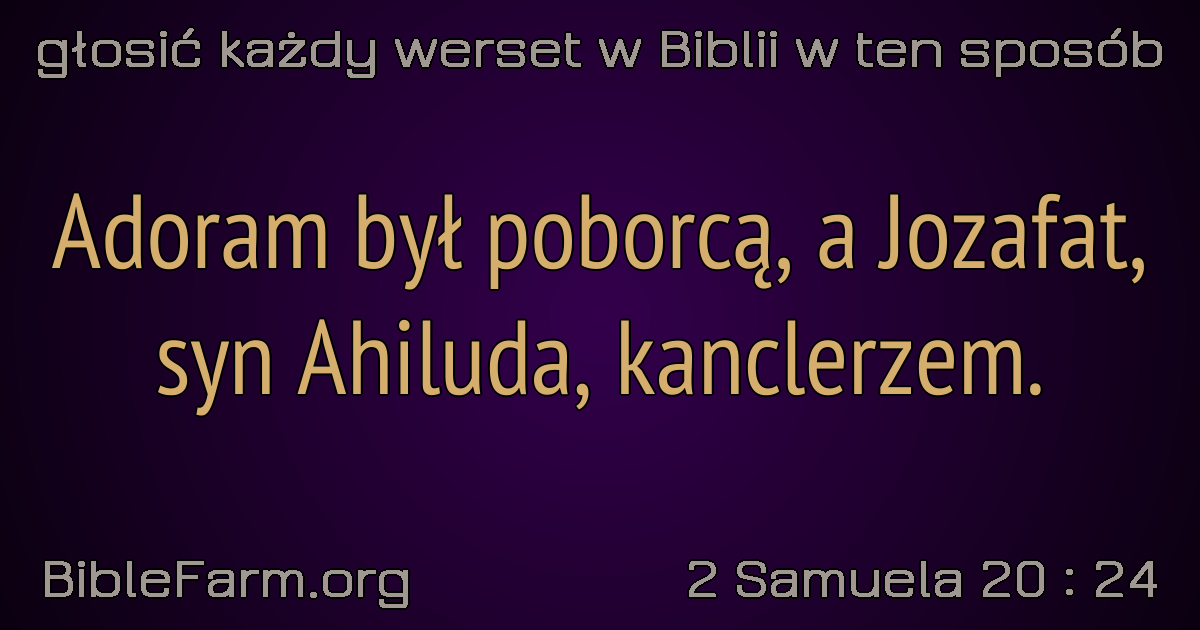 głosić każdy werset w Biblii w ten sposób
Adoram był poborcą, a Jozafat,
syn Ahiluda, kanclerzem.
BibleFarm.org
2 Samuela 20 : 24